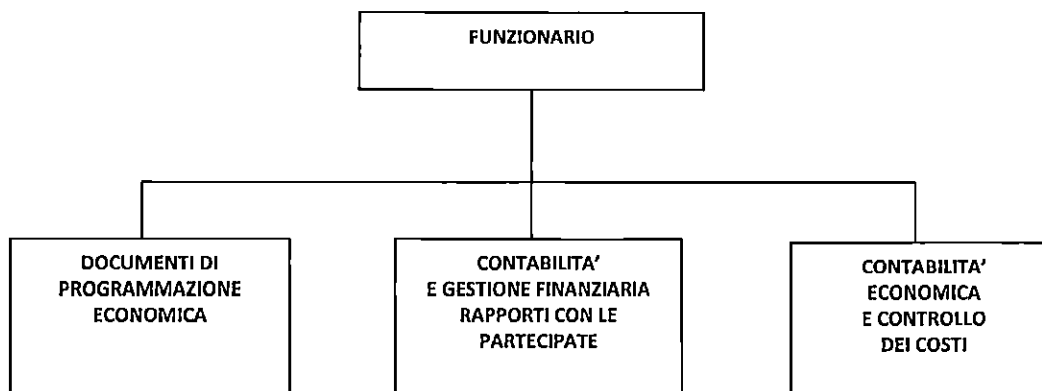 FUNZIONARIO
DOCUMENTI DI
PROGRAMMAZIONE
ECONOMICA
CONTABILITA'
E GESTIONE FINANZIARIA
RAPPORTI CON LE
PARTECIPATE
CONTABILITA'
ECONOMICA
E CONTROLLO
DEI COSTI